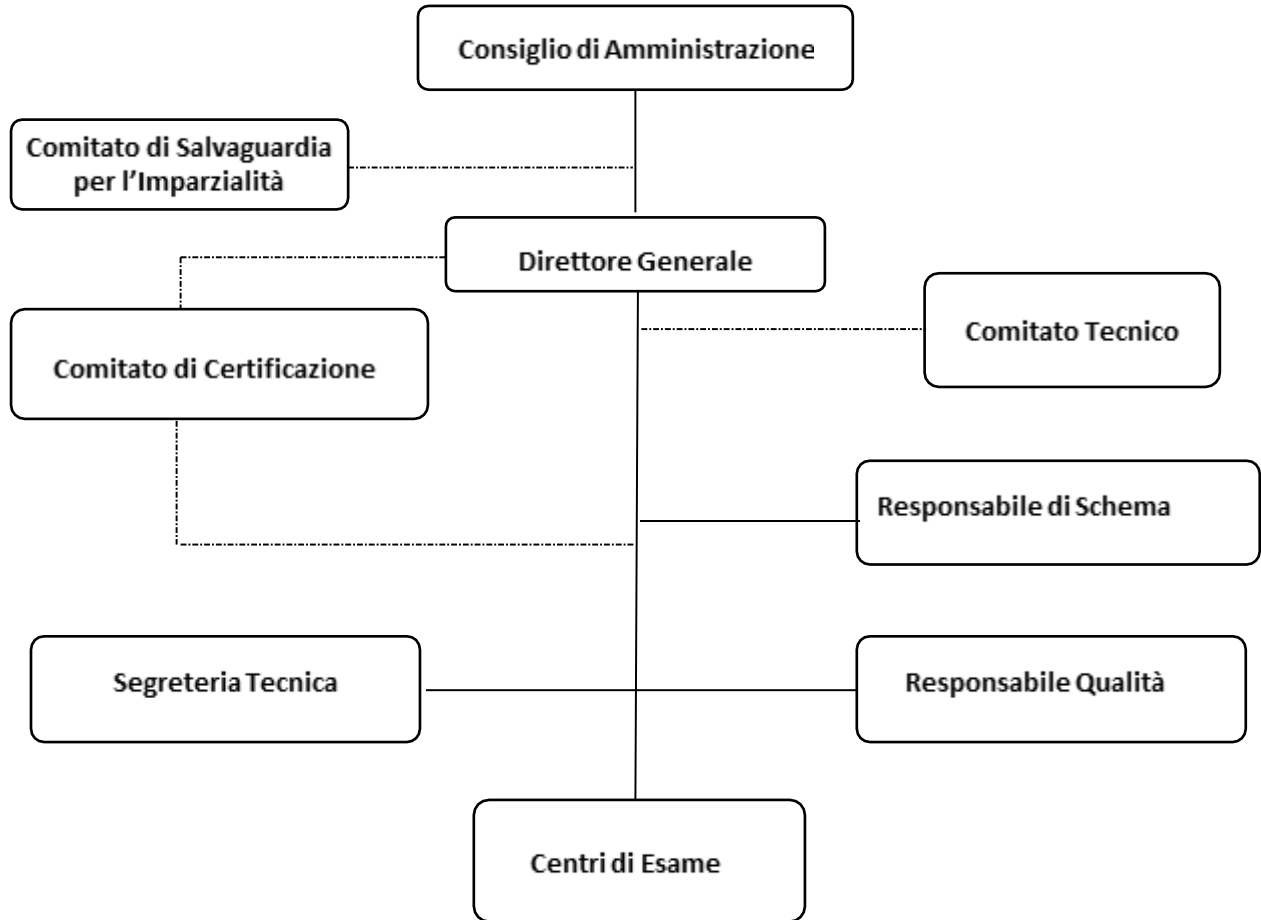 Consiglio di Amministrazione
Comitato di Salvaguardia
per l'Imparzialità
Direttore Generale
Comitato Tecnico
Comitato di Certificazione
Responsabile di Schema
Segreteria Tecnica
Responsabile Qualità
Centri di Esame